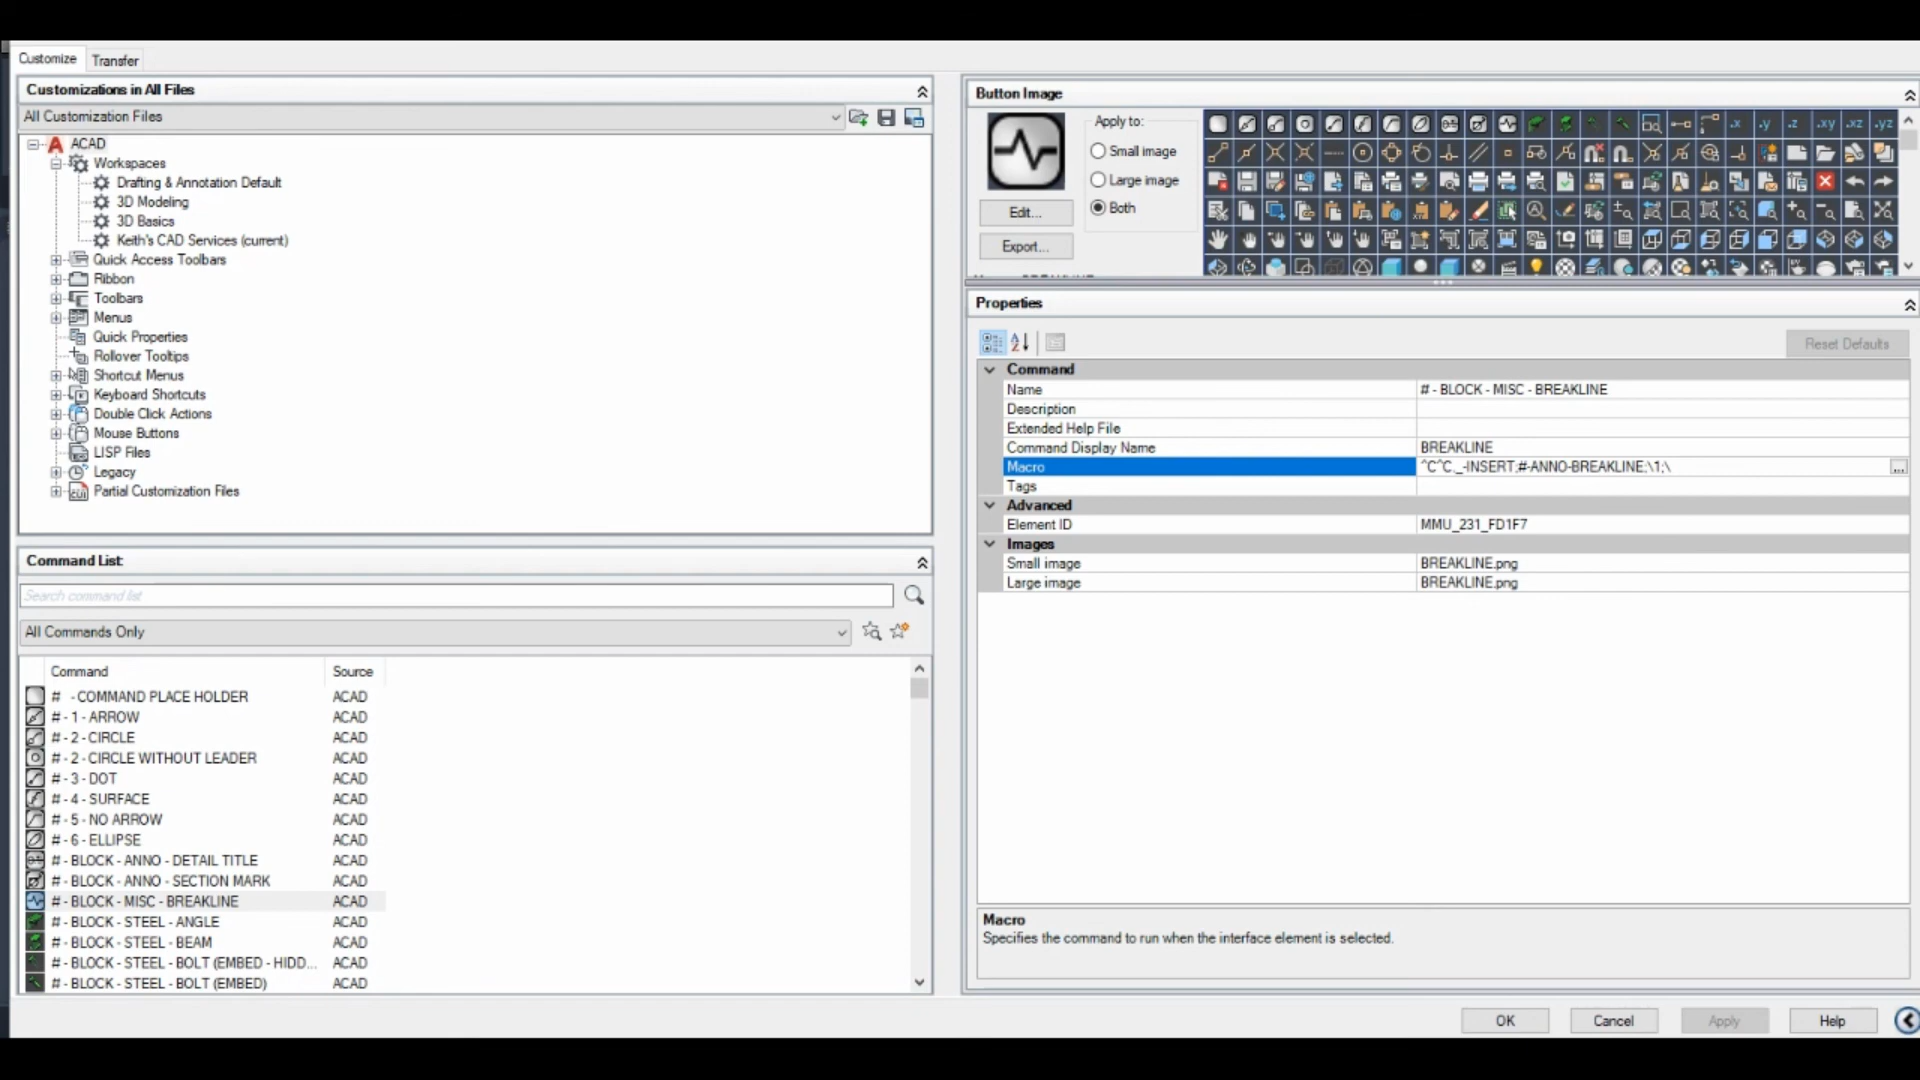 Customize
Transfer
Customizations in All Files
All Customization Files
ACAD
Workspaces
Drafting & Annotation Default
3D Modeling
3D Basics
Keith's CAD Services (current)
Quick Access Toolbars
Ribbon
Toolbars
Menus
Quick Properties
Rollover Tooltips
Shortcut Menus
Keyboard Shortcuts
Double Click Actions
Mouse Buttons
LISP Files
Legacy
Partial Customization Files
Command List:
Search command list
All Commands Only
Command Source
# - COMMAND PLACE HOLDER ACAD
# - 1 - ARROW ACAD
# - 2 - CIRCLE ACAD
# - 2 - CIRCLE WITHOUT LEADER ACAD
# - 3 - DOT ACAD
# - 4 - SURFACE ACAD
# - 5 - NO ARROW ACAD
# - 6 - ELLIPSE ACAD
# - BLOCK - ANNO - DETAIL TITLE ACAD
# - BLOCK - ANNO - SECTION MARK ACAD
# - BLOCK - MISC - BREAKLINE ACAD
# - BLOCK - STEEL - ANGLE ACAD
# - BLOCK - STEEL - BEAM ACAD
# - BLOCK - STEEL - BOLT (EMBED - HIDD... ACAD
# - BLOCK - STEEL - BOLT (EMBED) ACAD
Button Image
Apply to:
Small image
Large image
Both
Edit...
Export...
.x .y .z .xy .xz .yz
Properties
Reset Defaults
Command
Name # - BLOCK - MISC - BREAKLINE
Description
Extended Help File
Command Display Name BREAKLINE
Macro ^C^C._-INSERT;#-ANNO-BREAKLINE;\1;\
...
Tags
Advanced
Element ID MMU_231_FD1F7
Images
Small image BREAKLINE.png
Large image BREAKLINE.png
Macro
Specifies the command to run when the interface element is selected.
OK
Cancel
Apply
Help